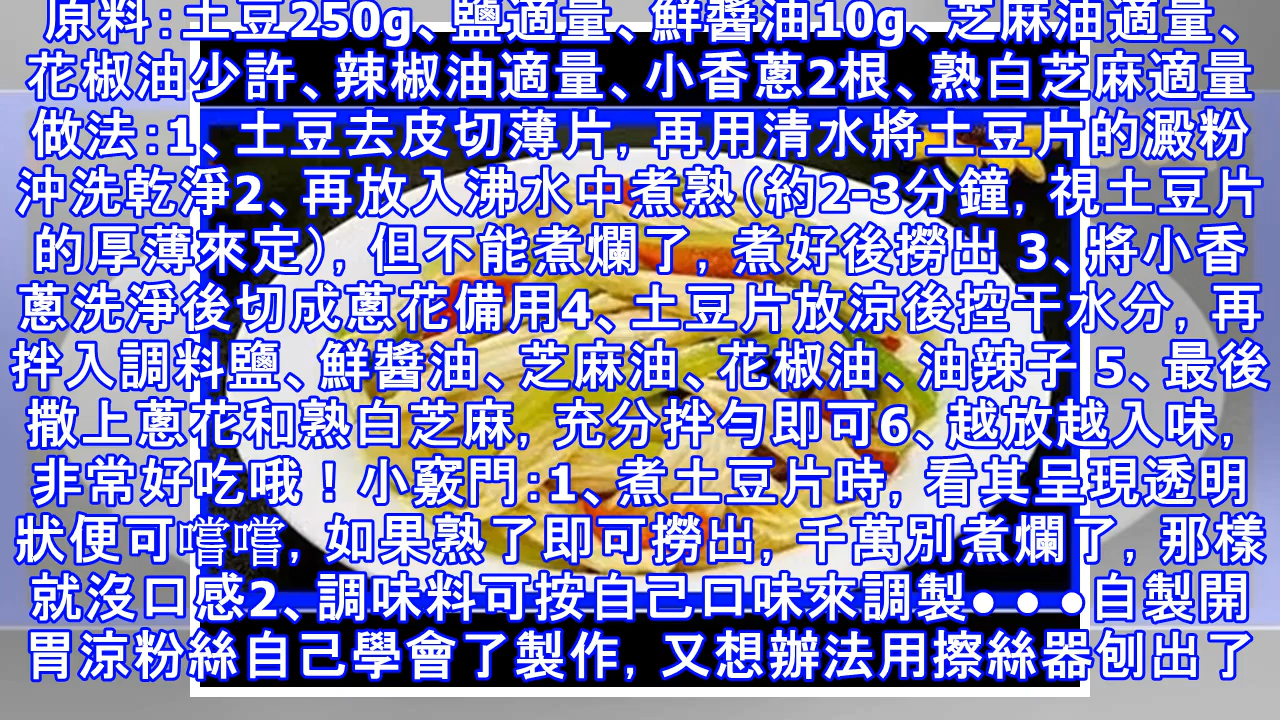 原料:土豆250g、鹽適量、鮮醬油10g、芝麻油適量、
花椒油少許、辣椒油適量、小香蔥2根、熟白芝麻適量
做法:1、土豆去皮切薄片,再用清水將土豆片的澱粉
沖洗乾淨2、再放入沸水中煮熟(約2-3分鐘,視土豆片
的厚薄來定),但不能煮爛了,煮好後撈出 3、將小香
蔥洗淨後切成蔥花備用4、土豆片放涼後控干水分,再
拌入調料鹽、鮮醬油、芝麻油、花椒油、油辣子 5、最後
撒上蔥花和熟白芝麻,充分拌勻即可6、越放越入味,
非常好吃哦!小竅門:1、煮土豆片時,看其呈現透明
狀便可嚐嚐,如果熟了即可撈出,千萬別煮爛了,那樣
就沒口感2、調味料可按自己口味來調製•••自製開
胃涼粉絲自己學會了製作,又想辦法用擦絲器刨出了